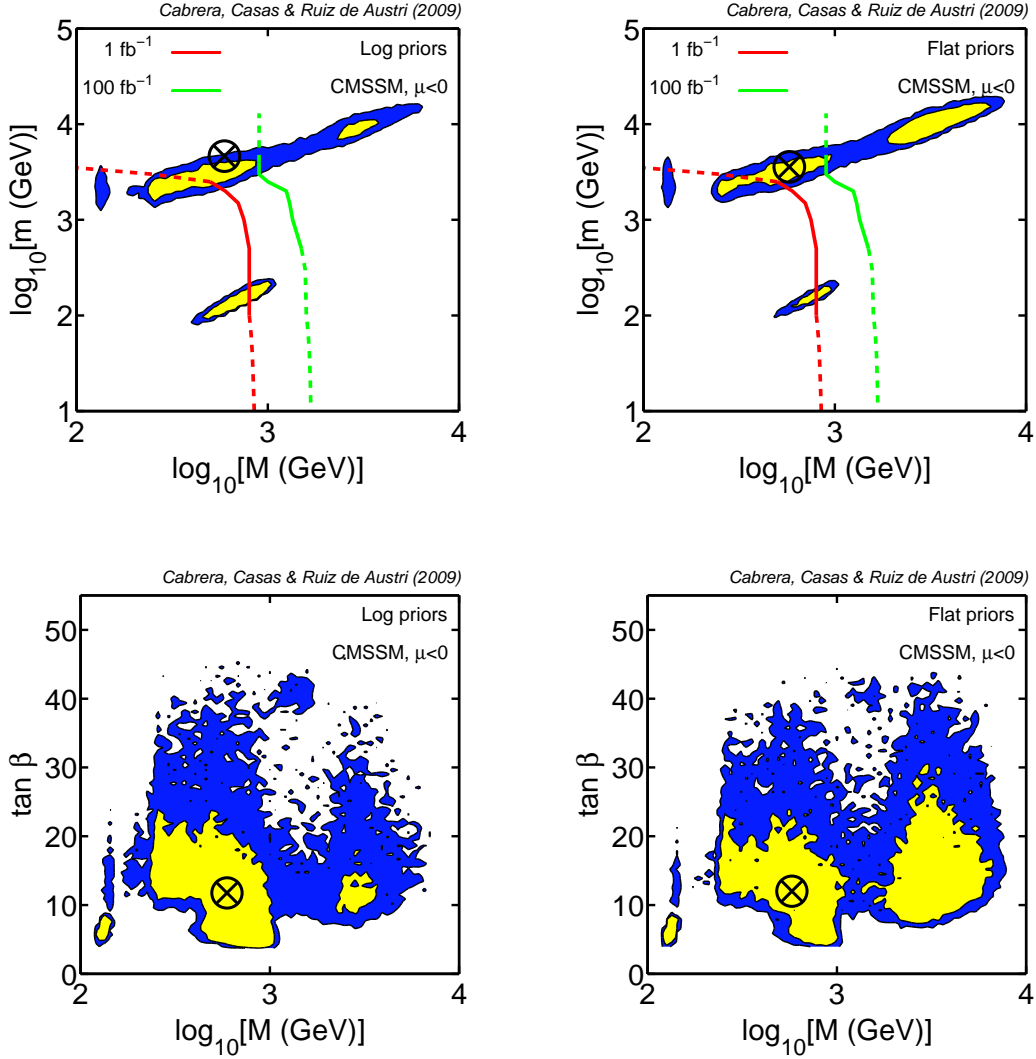 Cabrera, Casas & Ruiz de Austri (2009)
5
1 fb⁻¹
Log priors
100 fb⁻¹
CMSSM, μ<0
4
3
2
1
log₁₀[m (GeV)]
2
3
4
log₁₀[M (GeV)]
Cabrera, Casas & Ruiz de Austri (2009)
5
1 fb⁻¹
Flat priors
100 fb⁻¹
CMSSM, μ<0
4
3
2
1
log₁₀[m (GeV)]
2
3
4
log₁₀[M (GeV)]
Cabrera, Casas & Ruiz de Austri (2009)
Log priors
CMSSM, μ<0
50
40
30
20
10
0
tan β
2
3
4
log₁₀[M (GeV)]
Cabrera, Casas & Ruiz de Austri (2009)
Flat priors
CMSSM, μ<0
50
40
30
20
10
0
tan β
2
3
4
log₁₀[M (GeV)]